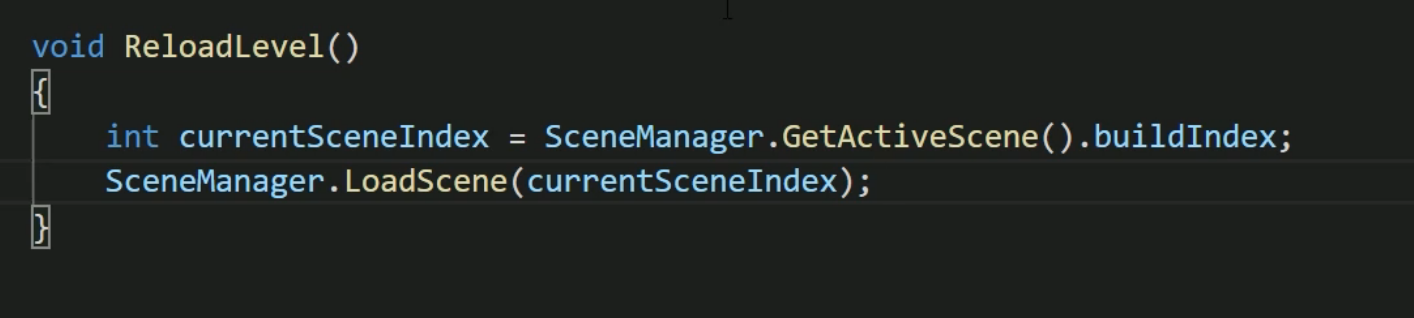 void ReloadLevel()
{
    int currentSceneIndex = SceneManager.GetActiveScene().buildIndex;
    SceneManager.LoadScene(currentSceneIndex);
}